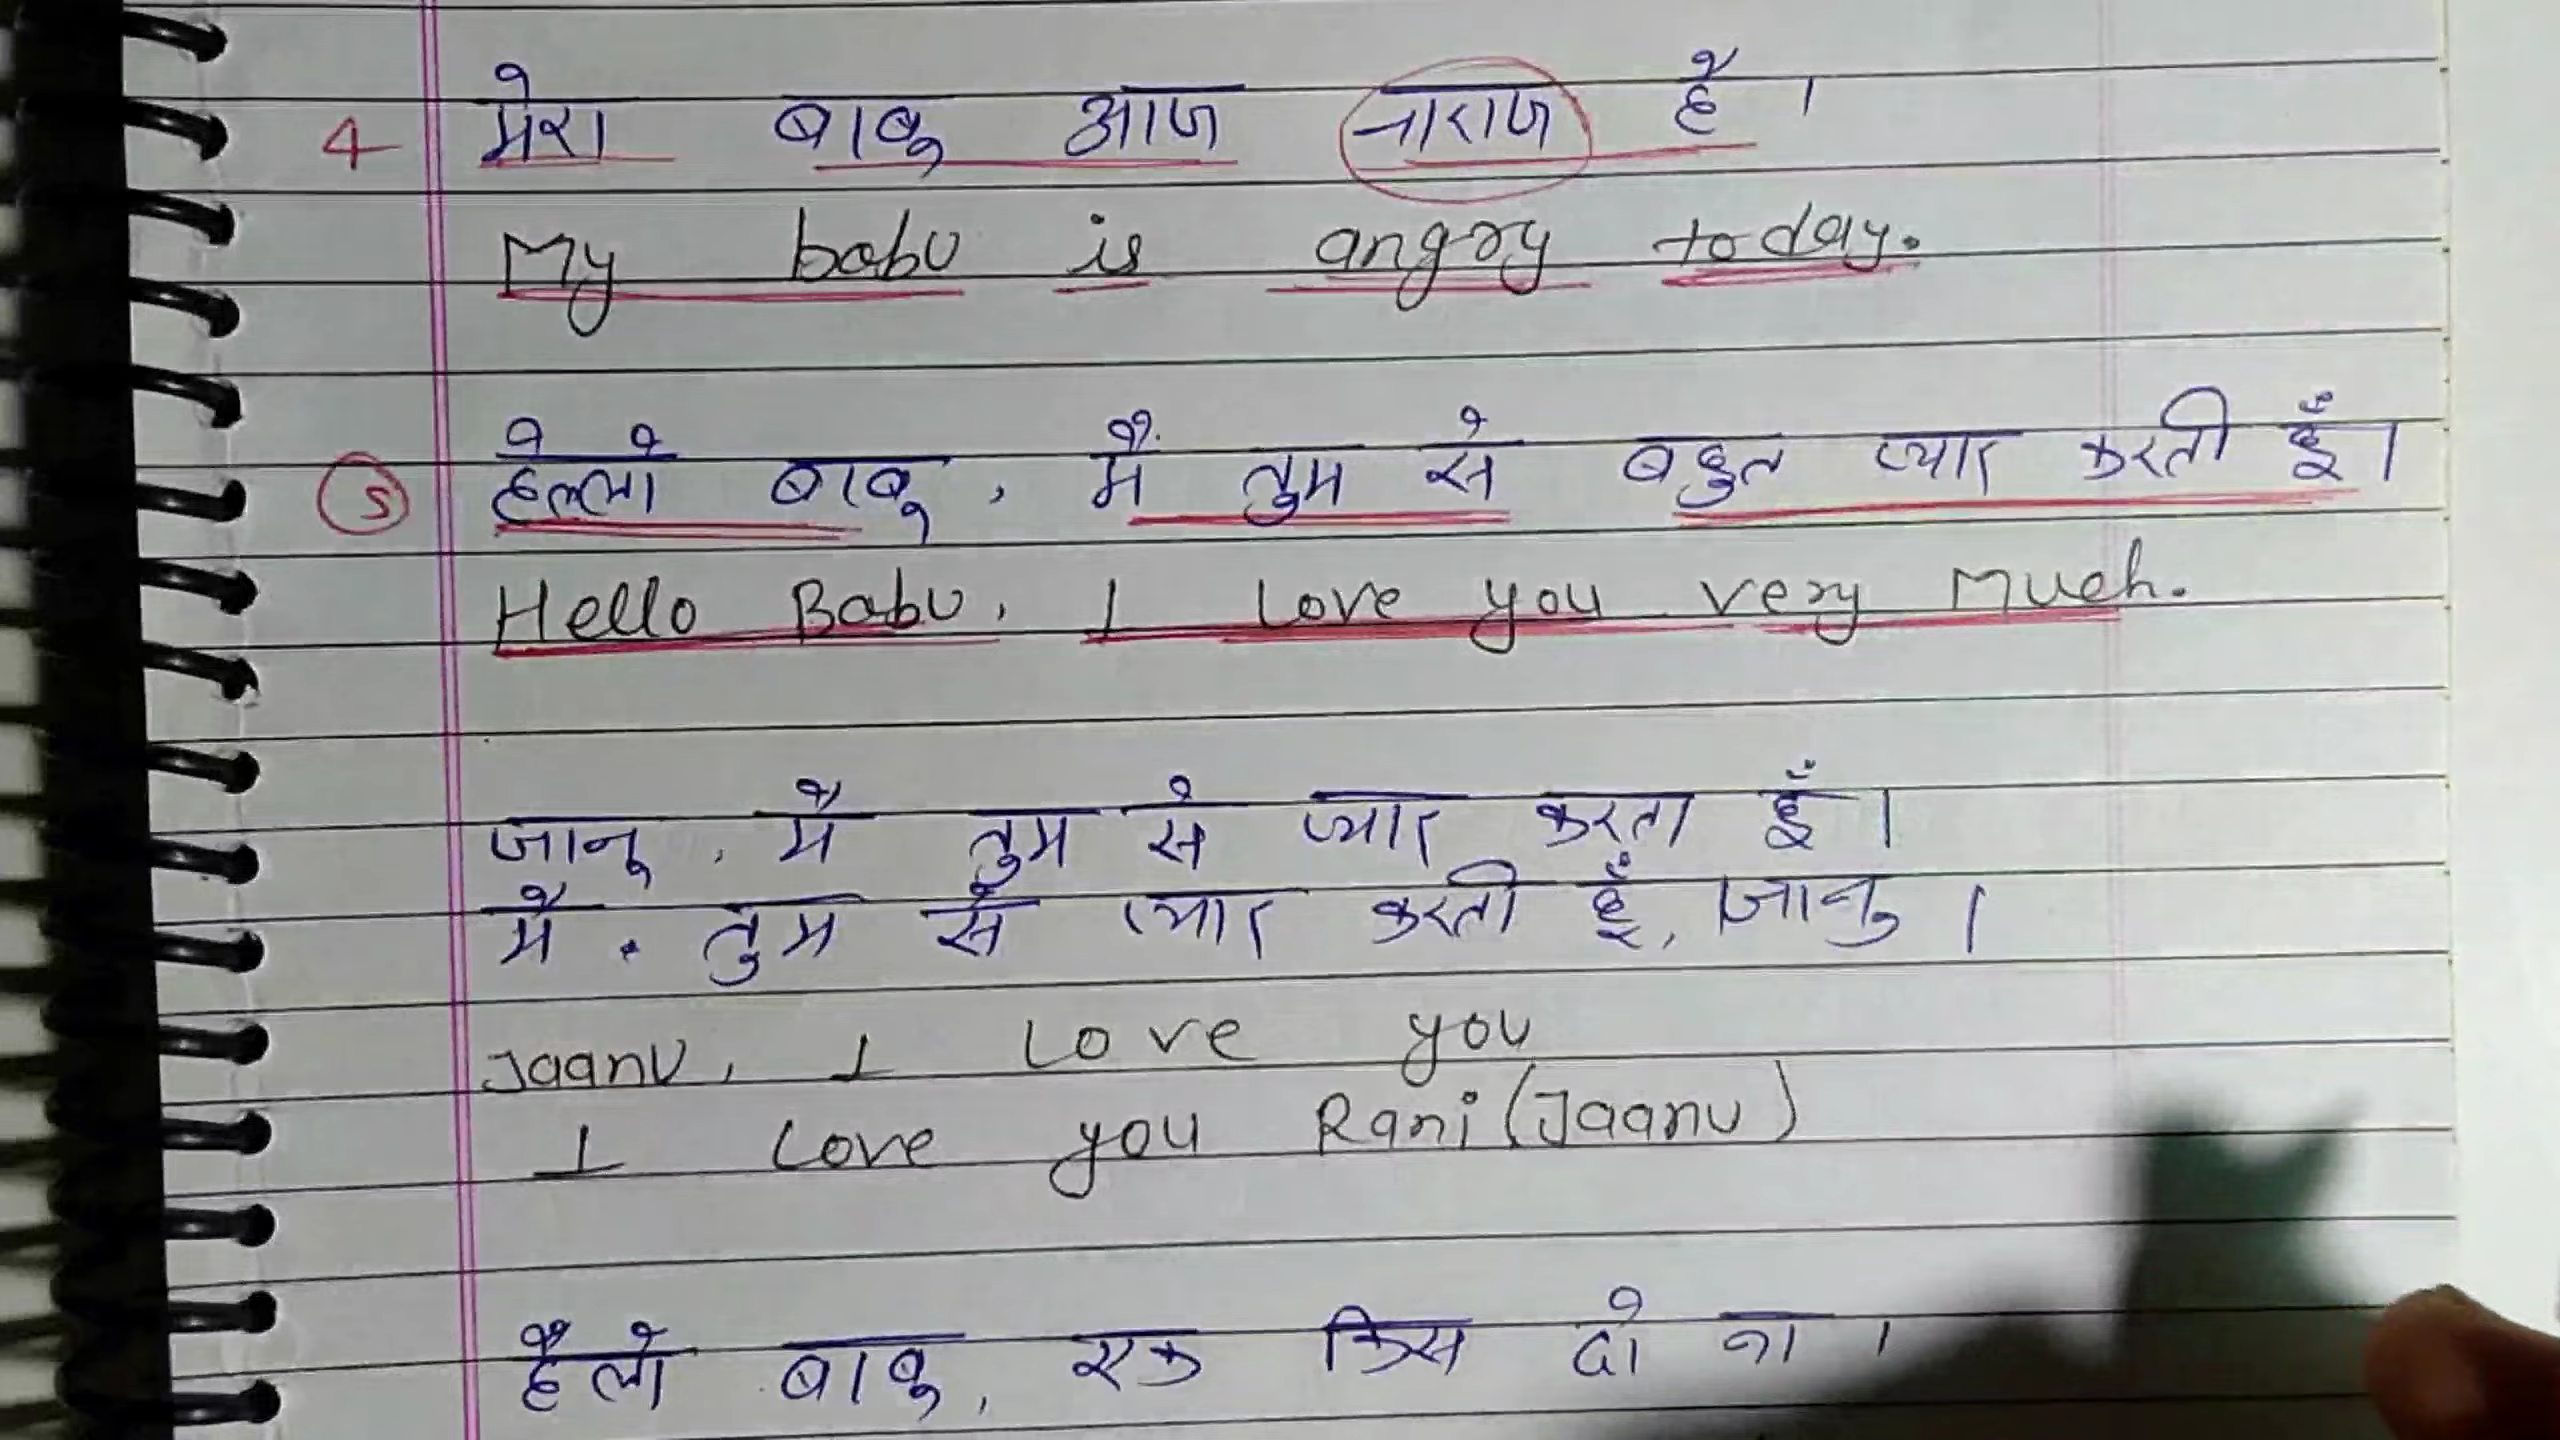 4 मेरा बाबू आज नाराज है ।
My babu is angry today.
5 हेल्लो बाबू, मैं तुम से बहुत प्यार करती हूँ ।
Hello Babu, I Love you very Much.
जानू, मै तुम से प्यार करता हूँ ।
मै . तुम से प्यार करती हूँ, जानु ।
Jaanu, I Love you
I Love you Rani (Jaanu)
हैलो बाबू, एक किस दो ना ।